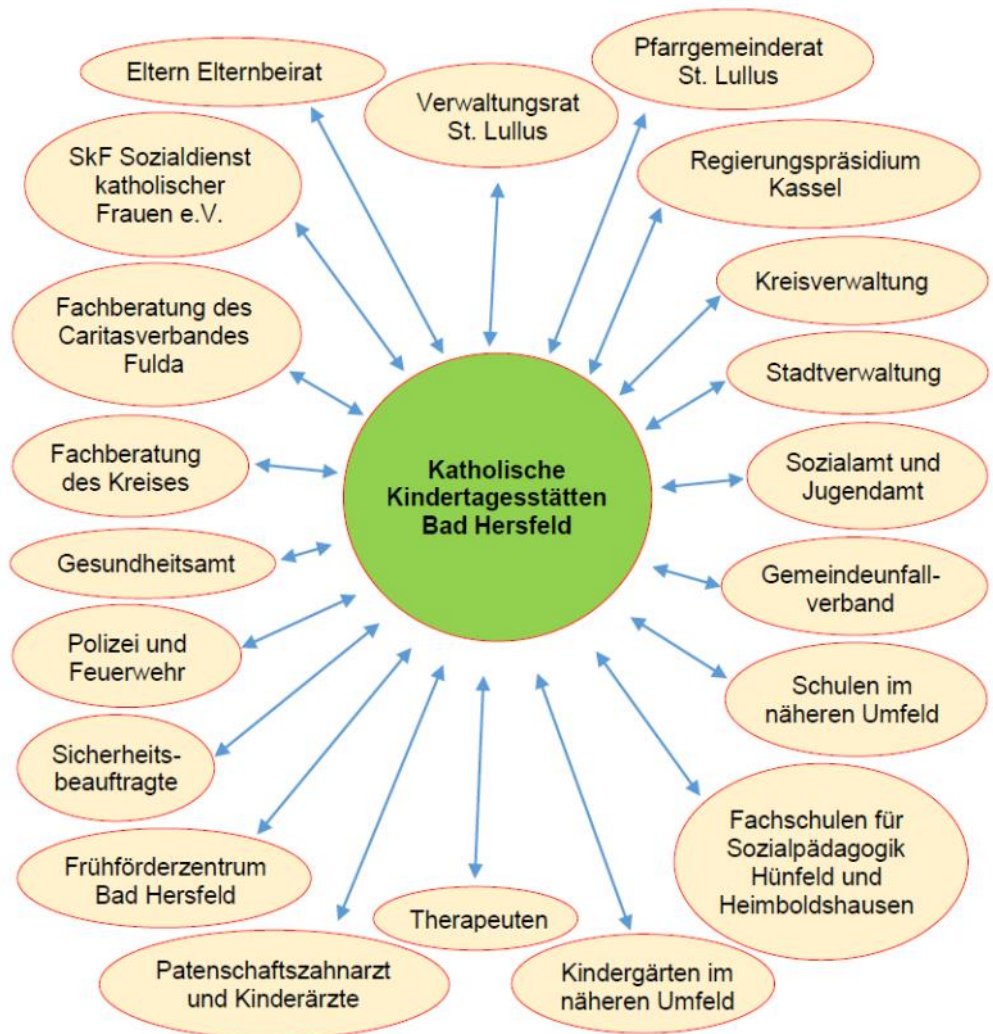 Eltern Elternbeirat
Verwaltungsrat
St. Lullus
Pfarrgemeinderat
St. Lullus
SkF Sozialdienst
katholischer
Frauen e.V.
Regierungspräsidium
Kassel
Fachberatung des
Caritasverbandes
Fulda
Kreisverwaltung
Stadtverwaltung
Fachberatung
des Kreises
Katholische
Kindertagesstätten
Bad Hersfeld
Sozialamt und
Jugendamt
Gesundheitsamt
Gemeindeunfall-
verband
Polizei und
Feuerwehr
Schulen im
näheren Umfeld
Sicherheits-
beauftragte
Fachschulen für
Sozialpädagogik
Hünfeld und
Heimboldshausen
Frühförderzentrum
Bad Hersfeld
Therapeuten
Patenschaftszahnarzt
und Kinderärzte
Kindergärten im
näheren Umfeld